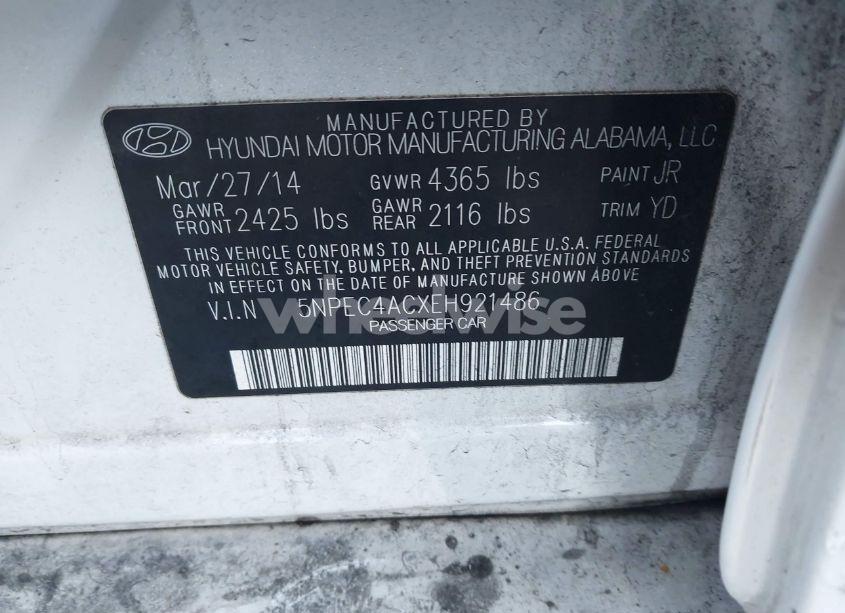 MANUFACTURED BY
HYUNDAI MOTOR MANUFACTURING ALABAMA, LLC
Mar/27/14 GVWR 4365 lbs PAINT JR
GAWR FRONT 2425 lbs GAWR REAR 2116 lbs TRIM YD
THIS VEHICLE CONFORMS TO ALL APPLICABLE U.S.A. FEDERAL
MOTOR VEHICLE SAFETY, BUMPER, AND THEFT PREVENTION STANDARDS
IN EFFECT ON THE DATE OF MANUFACTURE SHOWN ABOVE
V.I.N 5NPEC4ACXEH921486
wheelwise
PASSENGER CAR